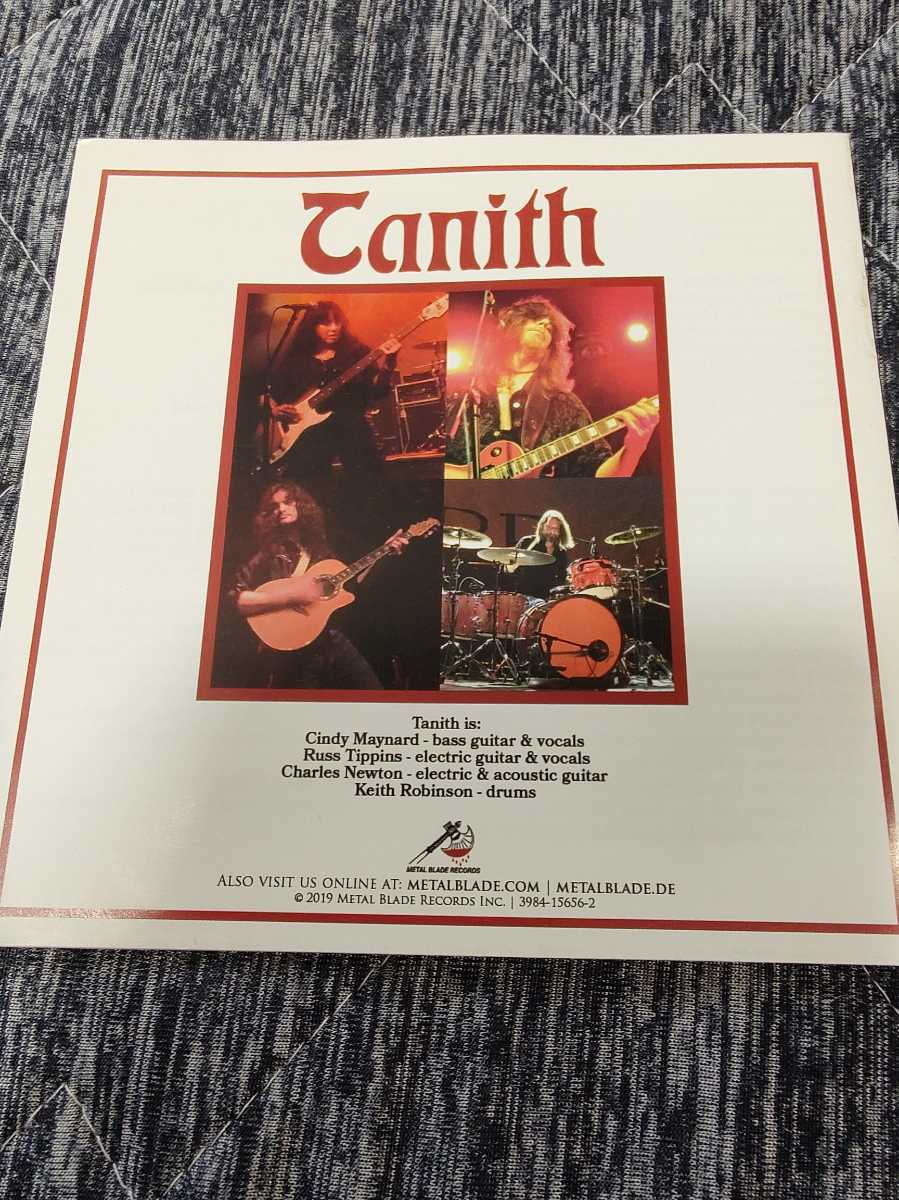 Tanith
Tanith is:
Cindy Maynard - bass guitar & vocals
Russ Tippins - electric guitar & vocals
Charles Newton - electric & acoustic guitar
Keith Robinson - drums
METAL BLADE RECORDS
ALSO VISIT US ONLINE AT: METALBLADE.COM | METALBLADE.DE
© 2019 METAL BLADE RECORDS INC. | 3984-15656-2